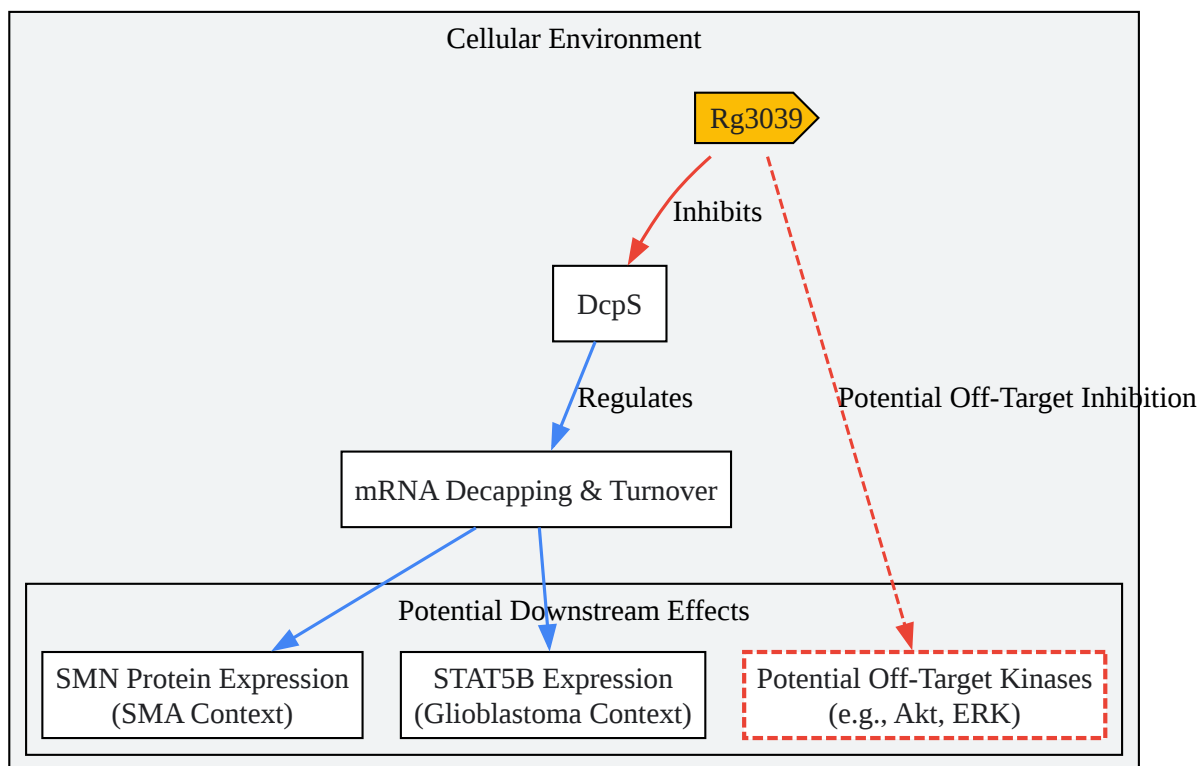 Cellular Environment
Rg3039
Inhibits
DcpS
Regulates
Potential Off-Target Inhibition
mRNA Decapping & Turnover
Potential Downstream Effects
SMN Protein Expression
(SMA Context)
STAT5B Expression
(Glioblastoma Context)
Potential Off-Target Kinases
(e.g., Akt, ERK)